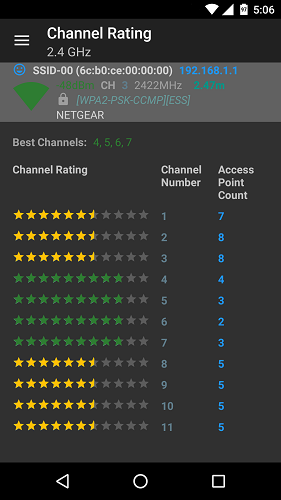 5:06
Channel Rating
2.4 GHz
SSID-00 (6c:b0:ce:00:00:00) 192.168.1.1
CH 3 2422MHz 2.47m
[WPA2-PSK-CCMP][ESS]
NETGEAR
Best Channels: 4, 5, 6, 7
Channel Rating Channel Number Access Point Count
1 7
2 8
3 8
4 4
5 3
6 2
7 3
8 5
9 5
10 5
11 5